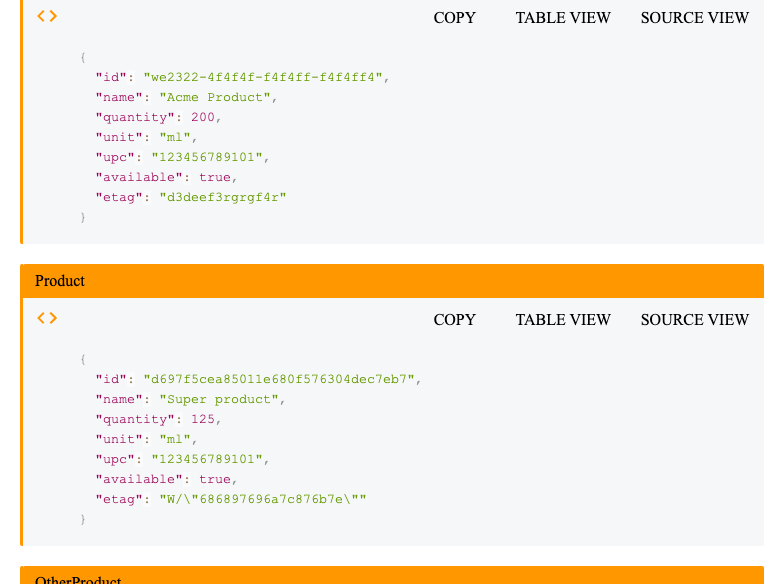 <> COPY TABLE VIEW SOURCE VIEW
{
"id": "we2322-4f4f4f-f4f4ff-f4f4ff4",
"name": "Acme Product",
"quantity": 200,
"unit": "ml",
"upc": "123456789101",
"available": true,
"etag": "d3deef3rgrgf4r"
}
Product
<> COPY TABLE VIEW SOURCE VIEW
{
"id": "d697f5cea85011e680f576304dec7eb7",
"name": "Super product",
"quantity": 125,
"unit": "ml",
"upc": "123456789101",
"available": true,
"etag": "W/\"686897696a7c876b7e\""
}
OtherProduct